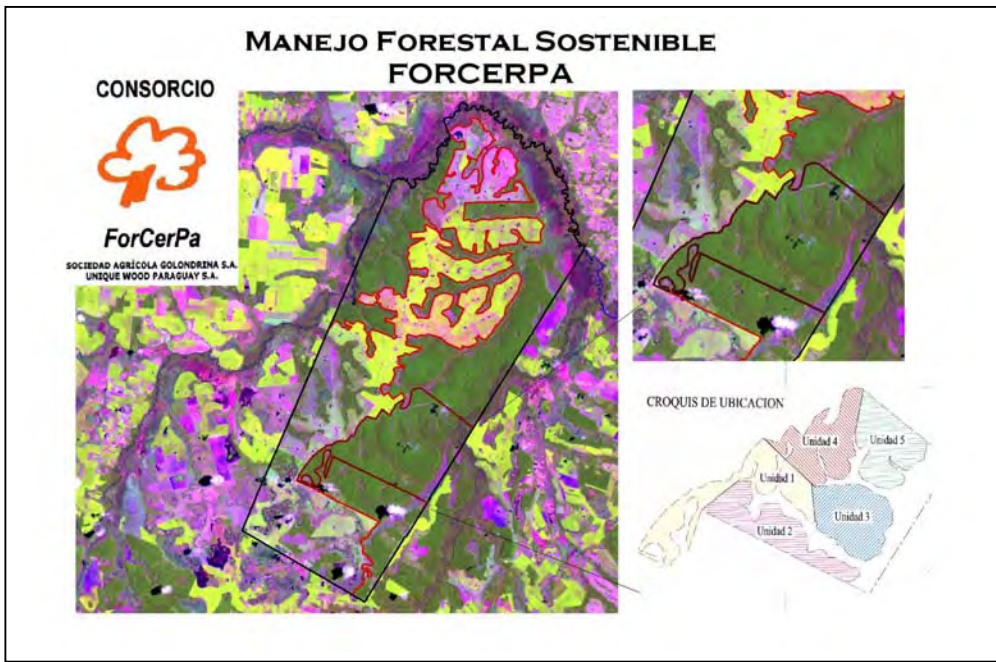 MANEJO FORESTAL SOSTENIBLE
FORCERPA
CONSORCIO
ForCerPa
SOCIEDAD AGRÍCOLA GOLONDRINA S.A.
UNIQUE WOOD PARAGUAY S.A.
CROQUIS DE UBICACION
Unidad 4
Unidad 5
Unidad 1
Unidad 3
Unidad 2